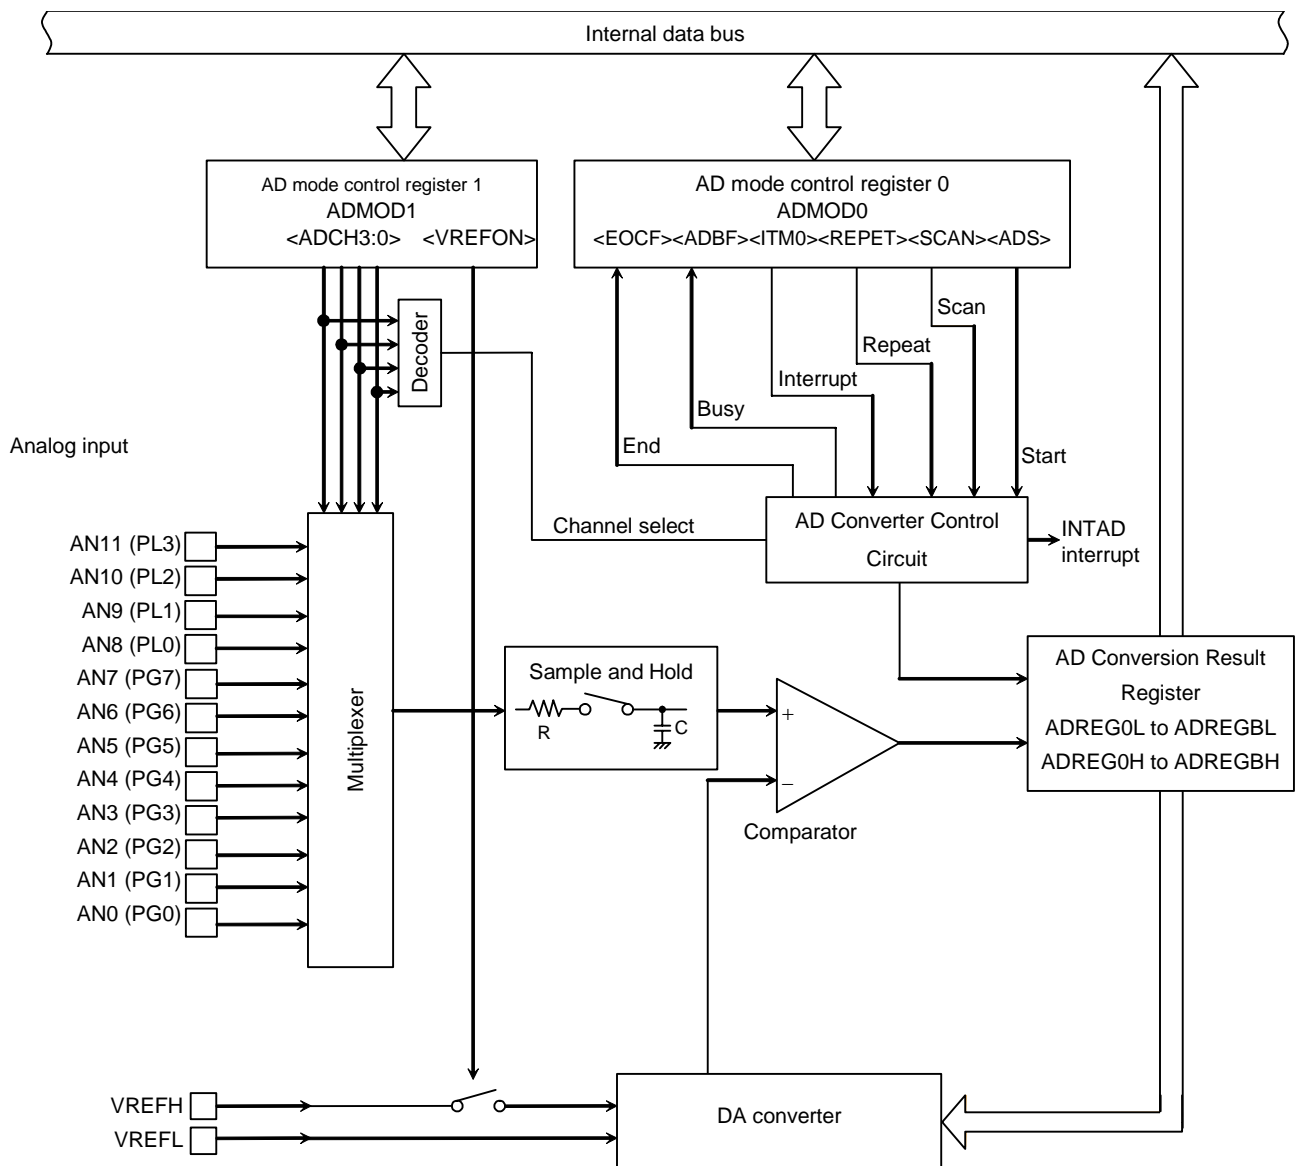 Internal data bus
AD mode control register 1
ADMOD1
<ADCH3:0> <VREFON>
AD mode control register 0
ADMOD0
<EOCF><ADBF><ITM0><REPET><SCAN><ADS>
Decoder
Scan
Repeat
Interrupt
Busy
End
Start
Analog input
Channel select
AD Converter Control
Circuit
INTAD
interrupt
AN11 (PL3)
AN10 (PL2)
AN9 (PL1)
AN8 (PL0)
AN7 (PG7)
AN6 (PG6)
AN5 (PG5)
AN4 (PG4)
AN3 (PG3)
AN2 (PG2)
AN1 (PG1)
AN0 (PG0)
Multiplexer
Sample and Hold
R
C
+
−
Comparator
AD Conversion Result
Register
ADREG0L to ADREGBL
ADREG0H to ADREGBH
VREFH
VREFL
DA converter